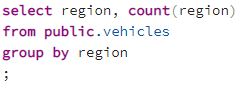 select region, count(region)
from public.vehicles
group by region
;